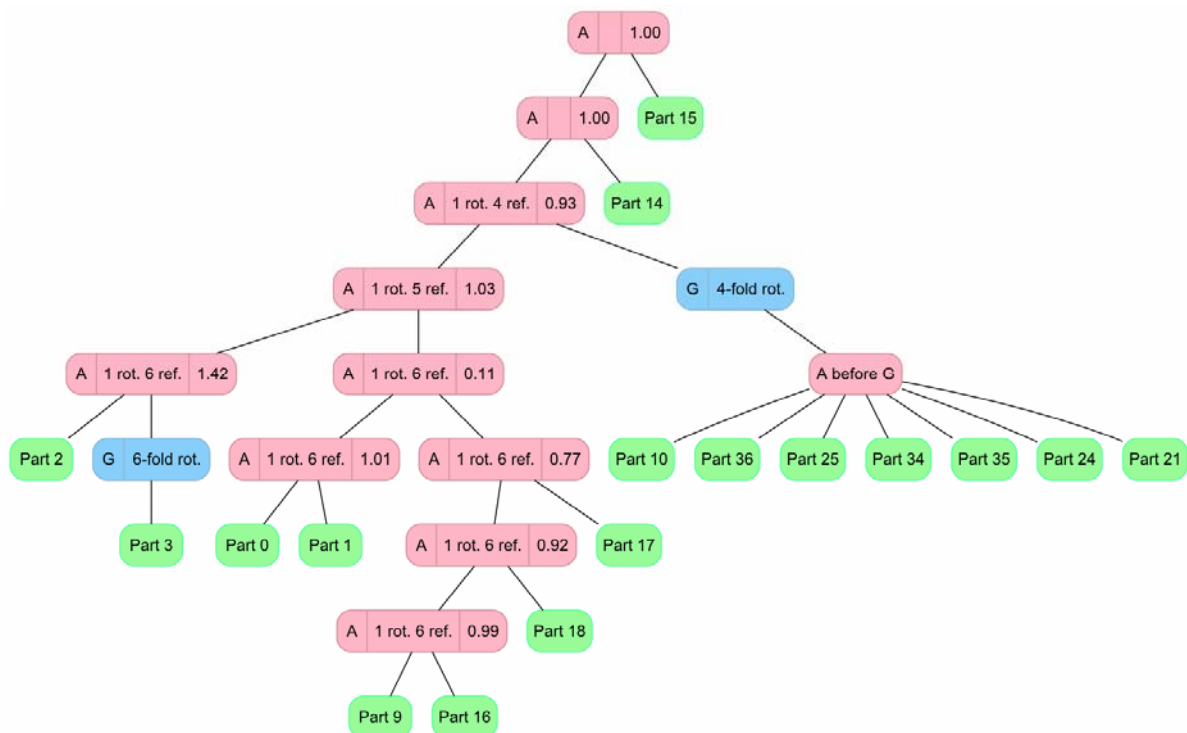 A 1.00
A 1.00 Part 15
A 1 rot. 4 ref. 0.93 Part 14
A 1 rot. 5 ref. 1.03 G 4-fold rot.
A 1 rot. 6 ref. 1.42 A 1 rot. 6 ref. 0.11 A before G
Part 2 G 6-fold rot. A 1 rot. 6 ref. 1.01 A 1 rot. 6 ref. 0.77 Part 10 Part 36 Part 25 Part 34 Part 35 Part 24 Part 21
Part 3 Part 0 Part 1 A 1 rot. 6 ref. 0.92 Part 17
A 1 rot. 6 ref. 0.99 Part 18
Part 9 Part 16